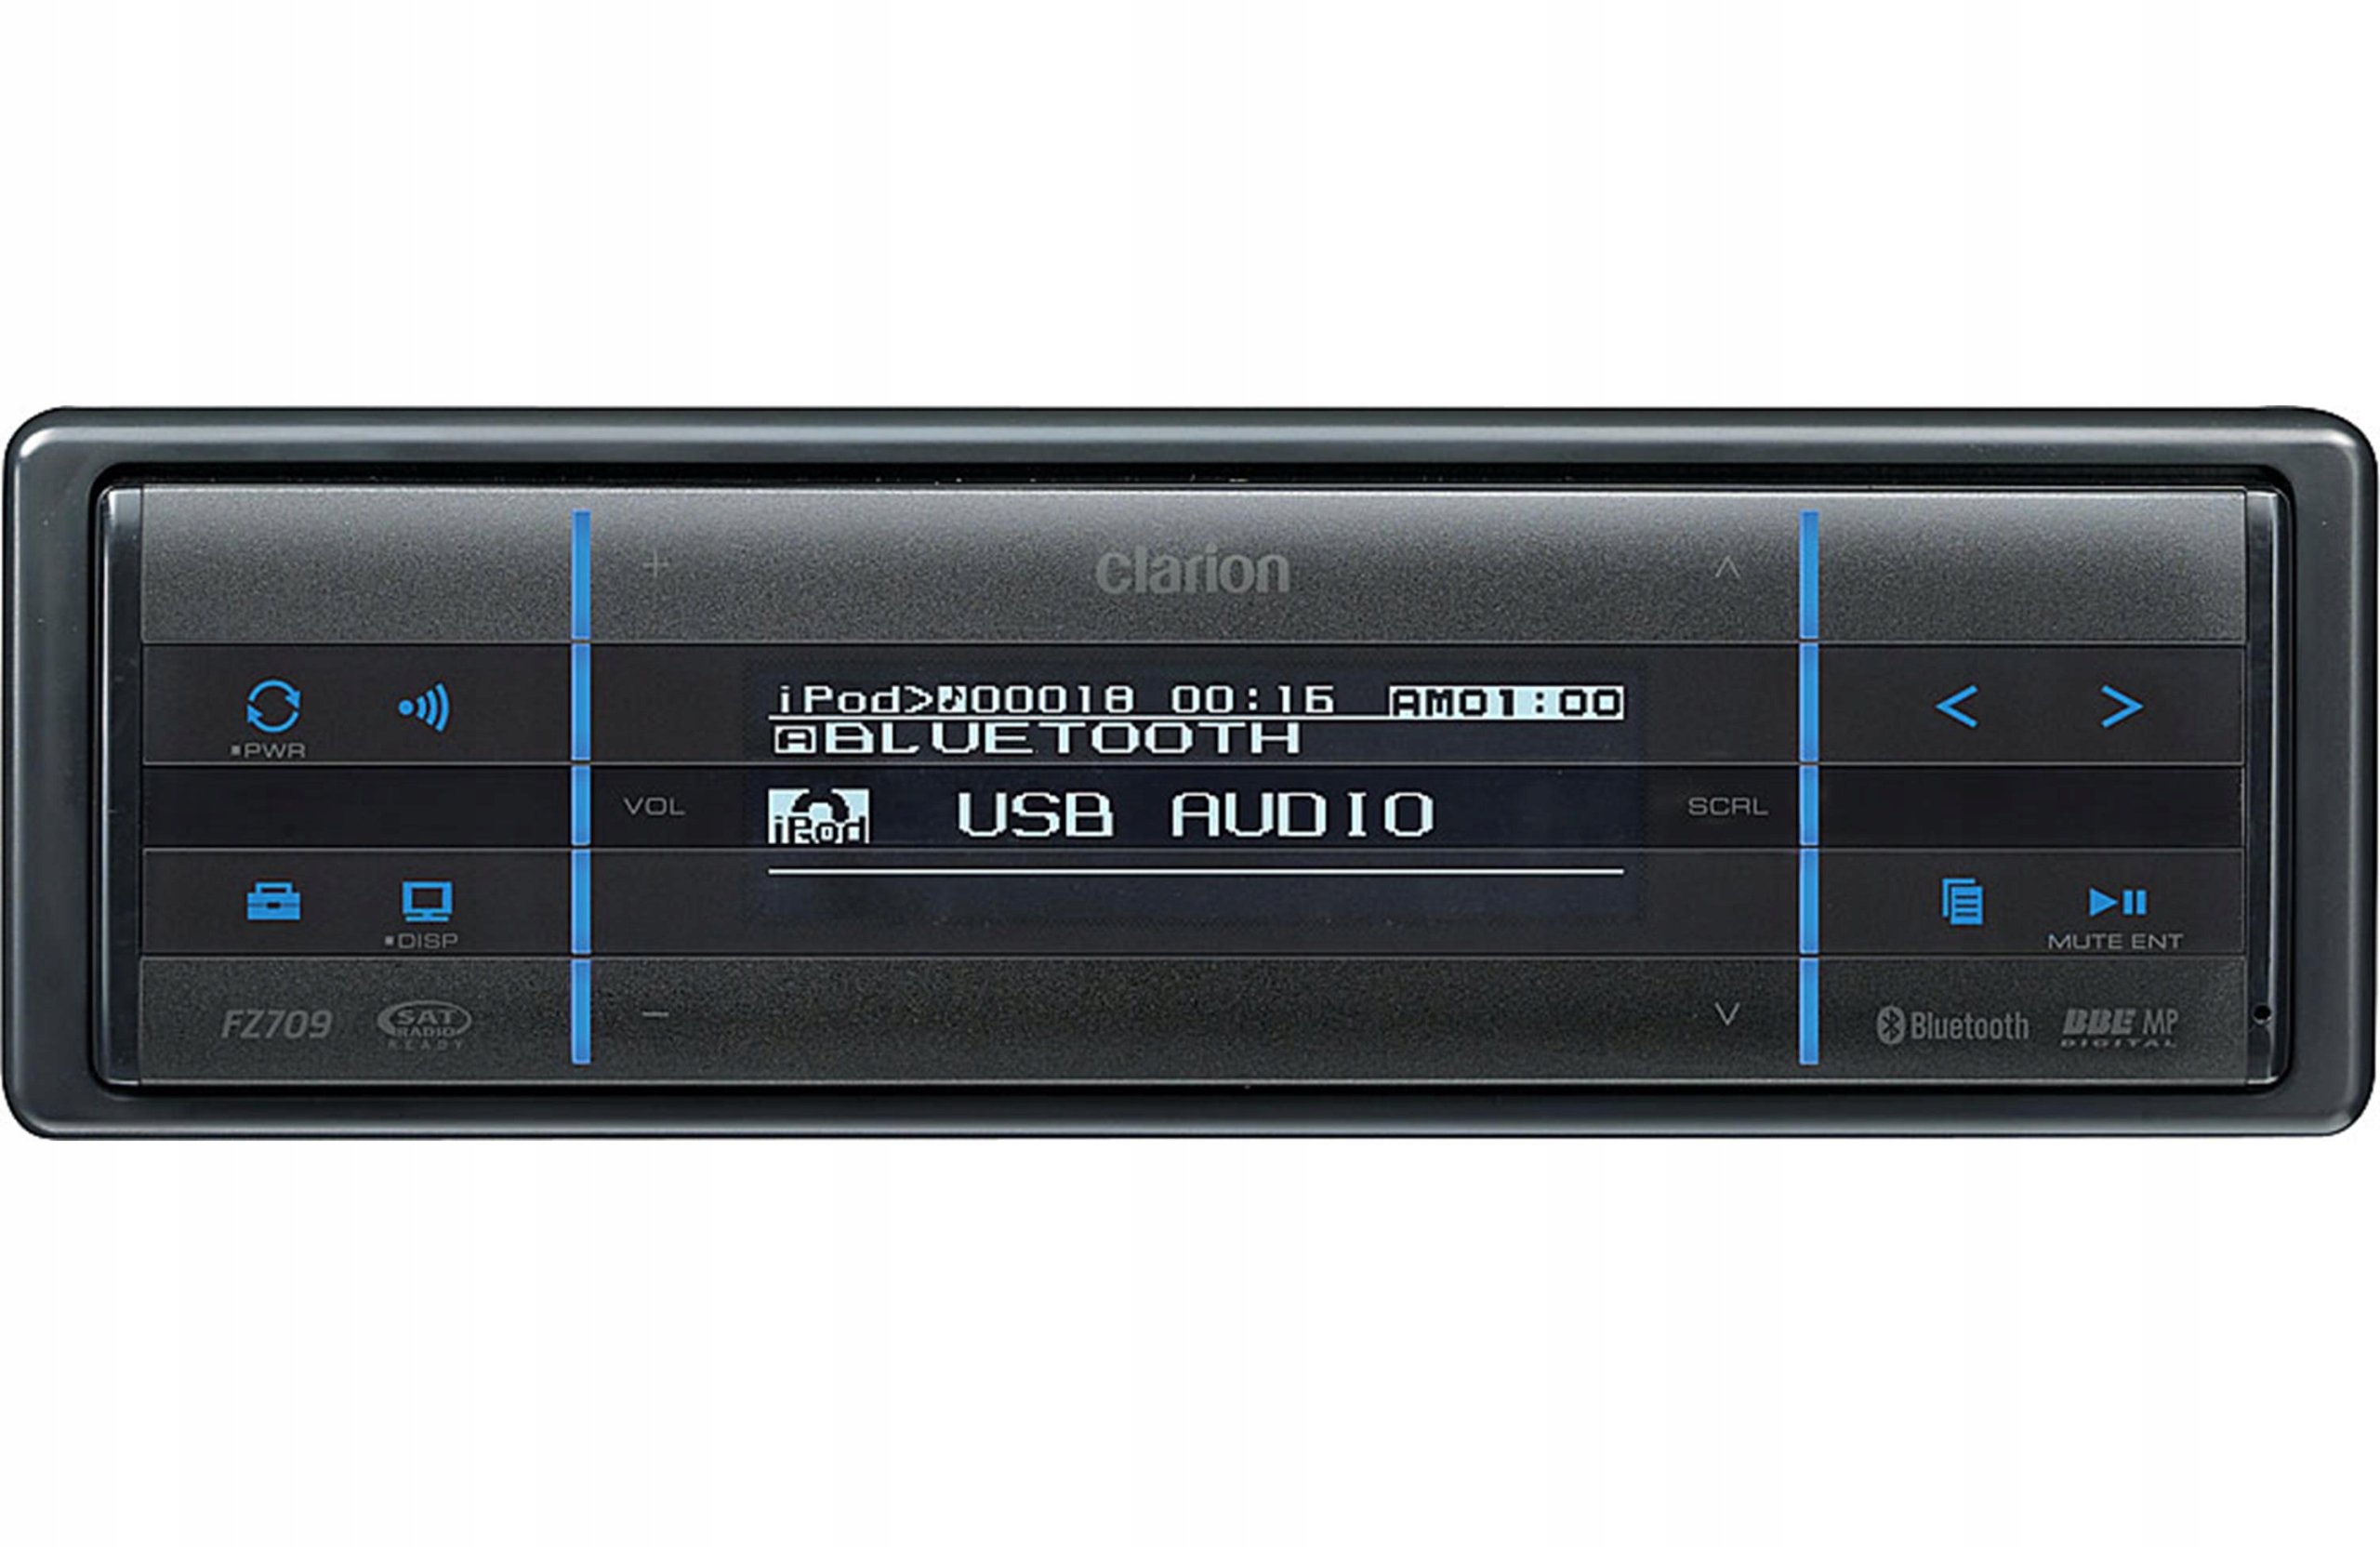 clarion
iPod>♪00018 00:16 AM01:00
PWR
ABLUETOOTH
VOL
iPod USB AUDIO
SCRL
DISP
MUTE ENT
FZ709
SAT
RADIO
READY
Bluetooth
BBE MP
DIGITAL